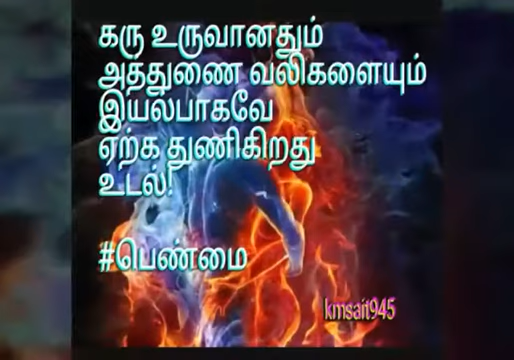 கரு உருவானதும்
அத்துணை வலிகளையும்
இயல்பாகவே
ஏற்க துணிகிறது
உடல்!
#பெண்மை
kmsait945